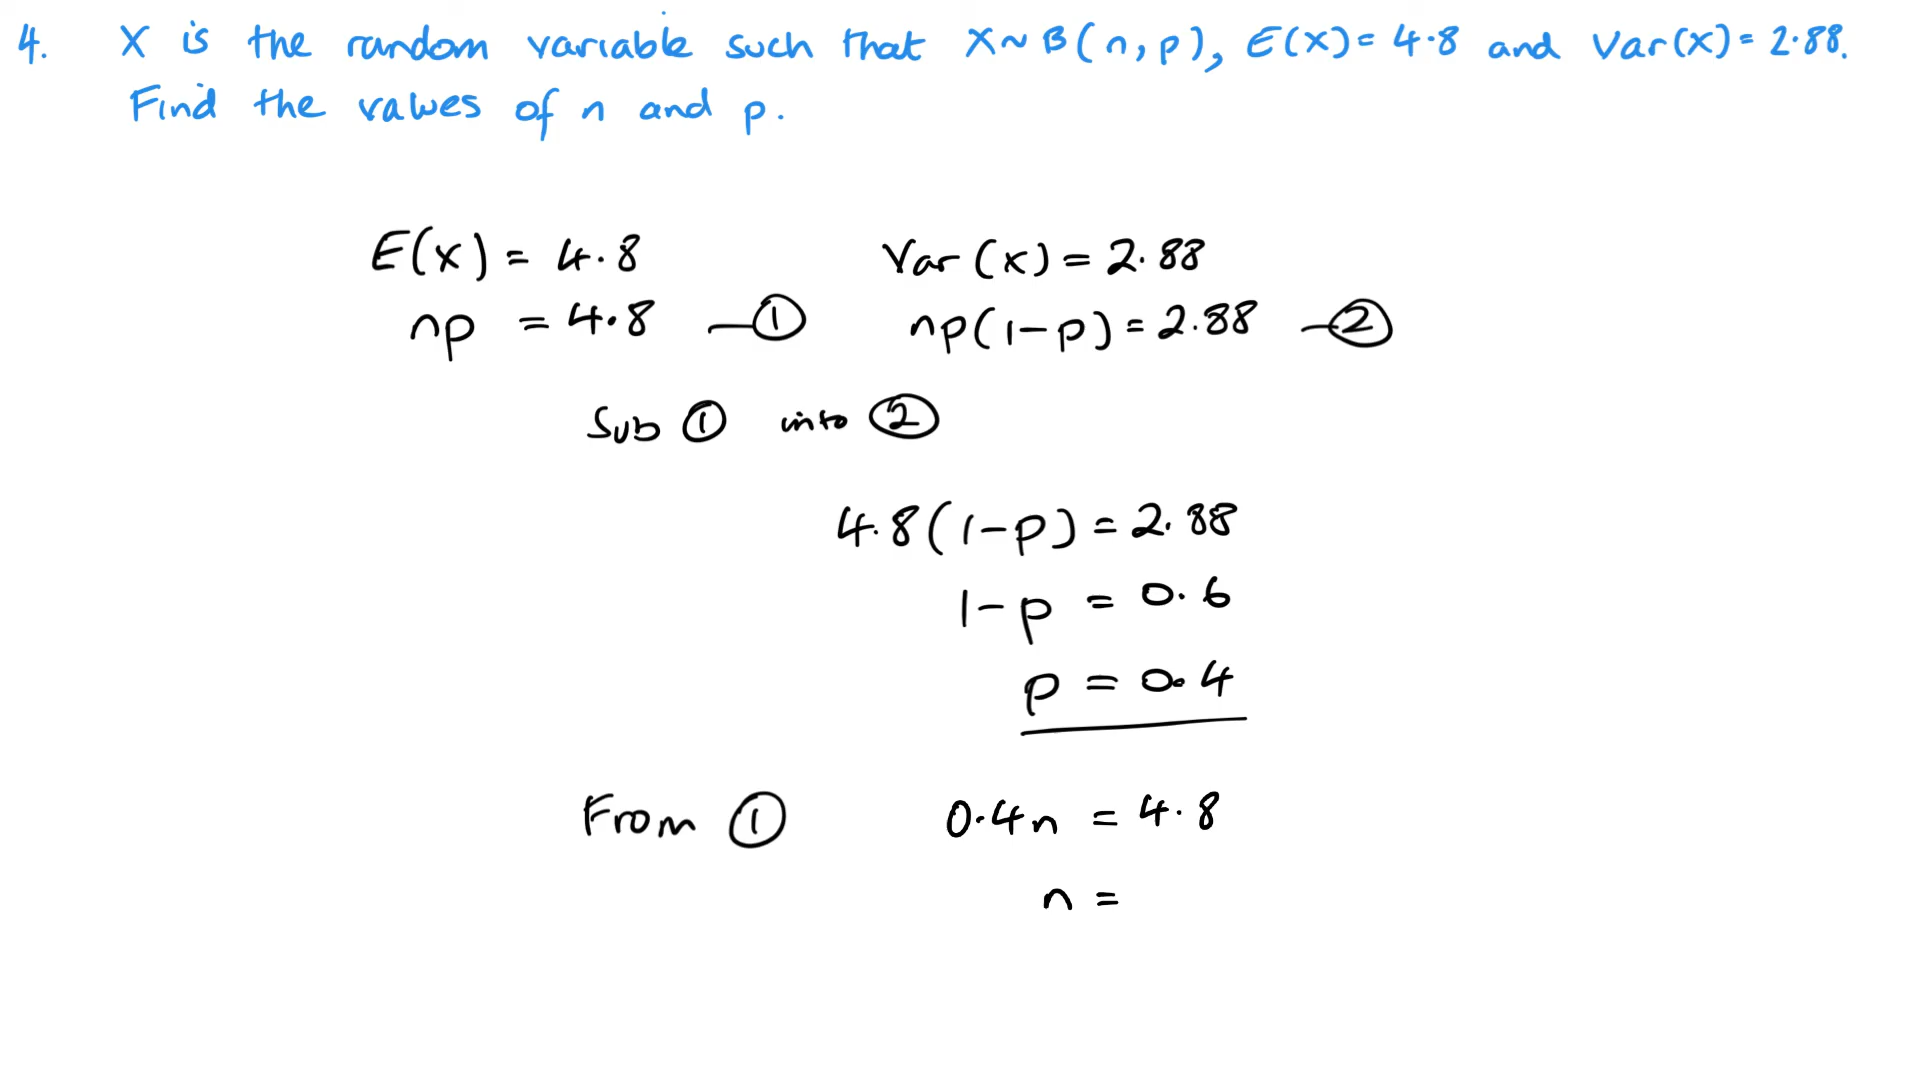 4. X is the random variable such that X~B(n,p), E(X)=4.8 and Var(X)=2.88.
Find the values of n and p.
E(X) = 4.8 Var(X) = 2.88
np = 4.8 —① np(1-p) = 2.88 —②
Sub ① into ②
4.8(1-p) = 2.88
1-p = 0.6
p = 0.4
From ① 0.4n = 4.8
n =